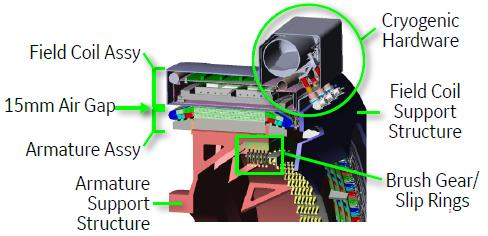 Cryogenic
Hardware
Field Coil Assy
15mm Air Gap
Armature Assy
Armature
Support
Structure
Field Coil
Support
Structure
Brush Gear/
Slip Rings